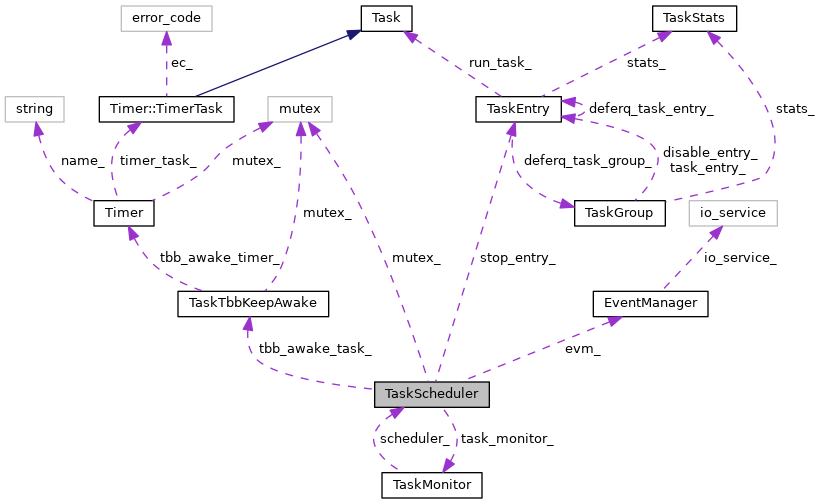 error_code
Task
TaskStats
ec_
run_task_
stats_
string
Timer::TimerTask
mutex
TaskEntry
deferq_task_entry_
stats_
name_
timer_task_
mutex_
deferq_task_group_
disable_entry_
task_entry_
Timer
TaskGroup
io_service
mutex_
tbb_awake_timer_
mutex_
stop_entry_
io_service_
TaskTbbKeepAwake
EventManager
tbb_awake_task_
evm_
TaskScheduler
scheduler_
task_monitor_
TaskMonitor